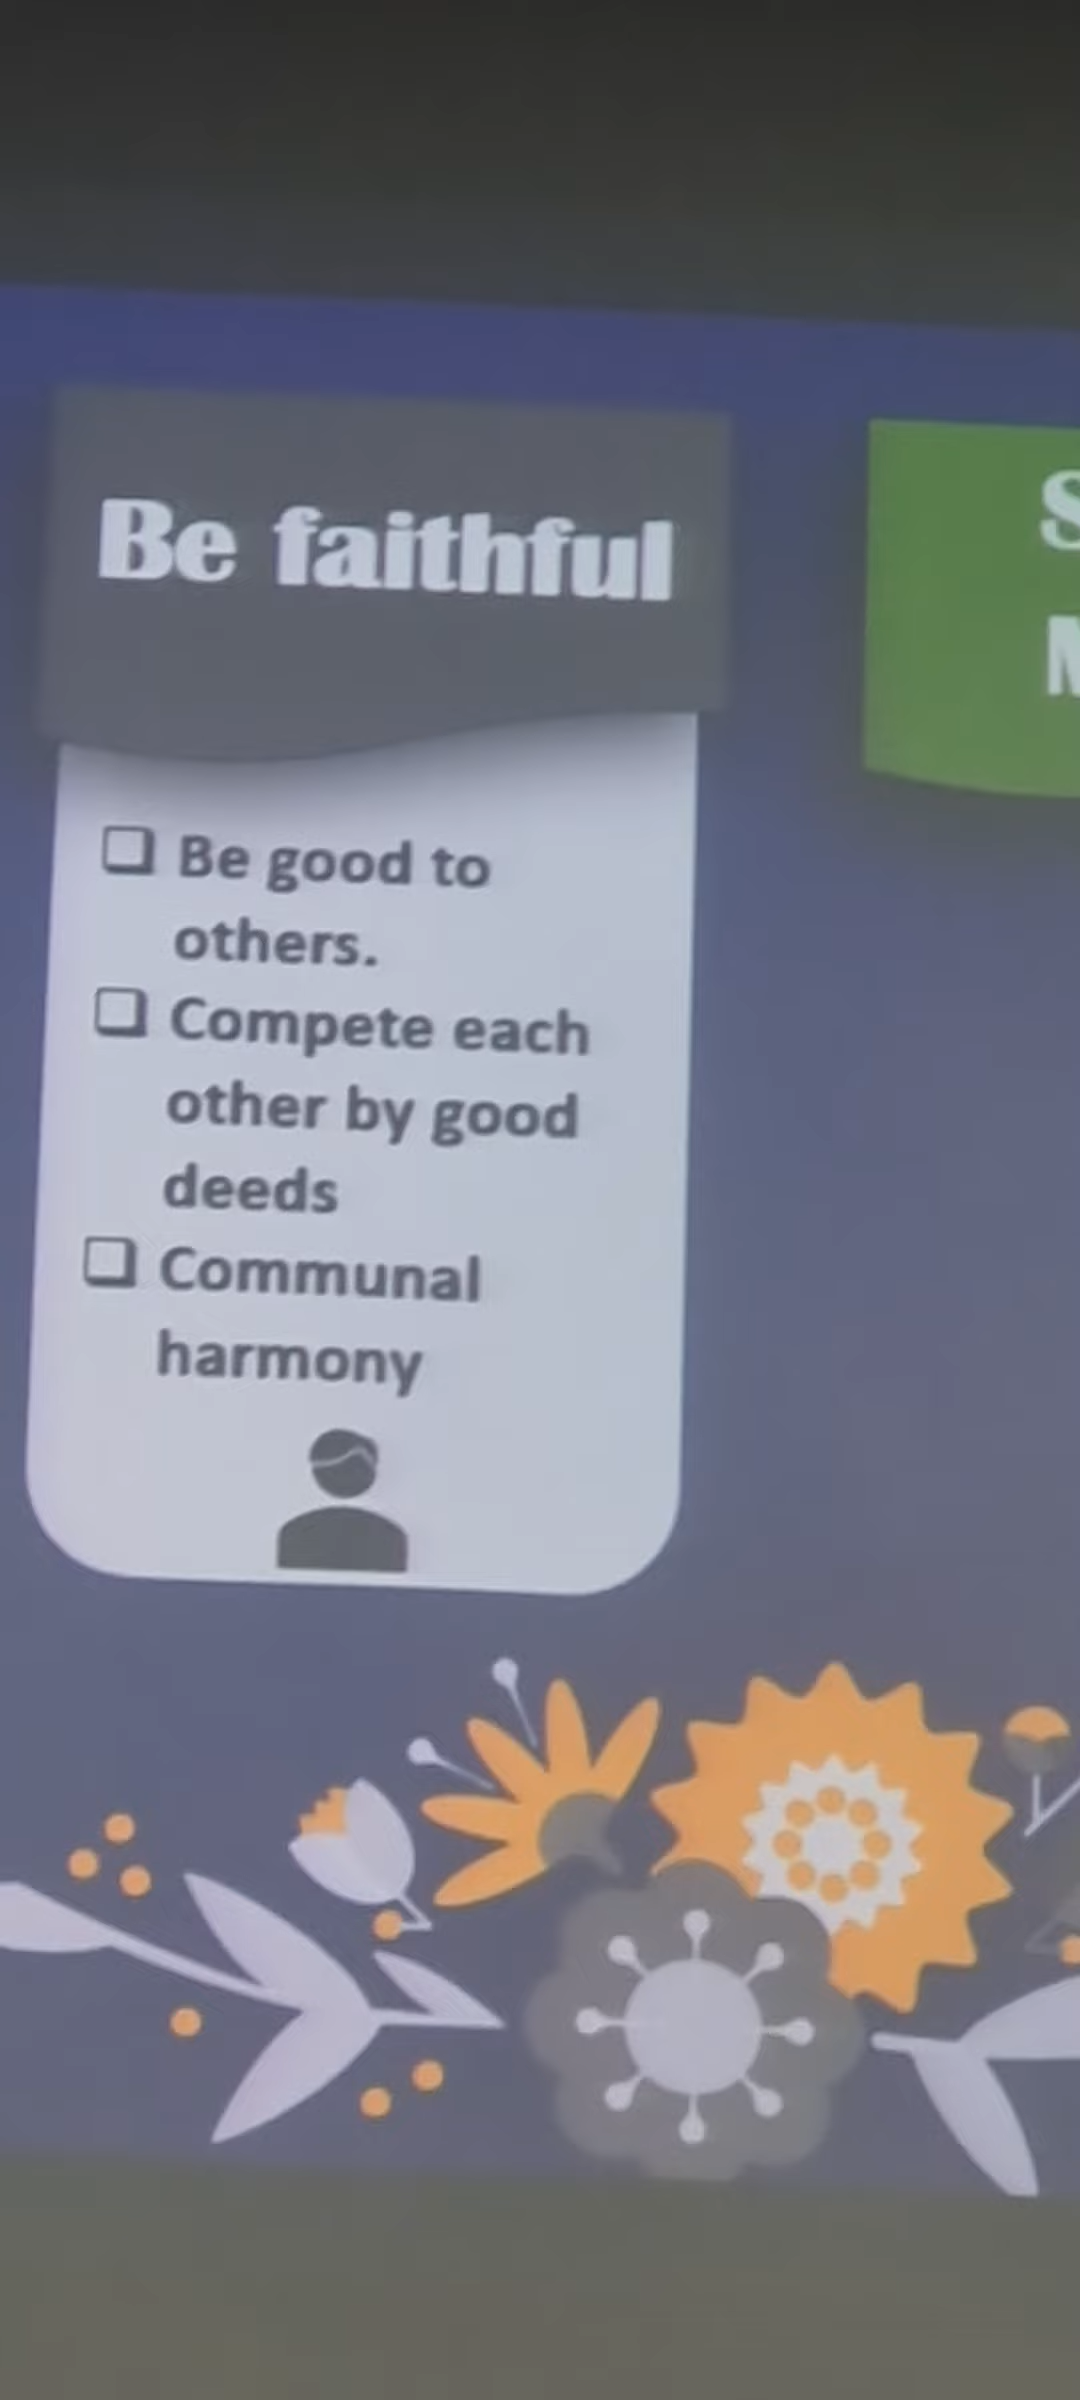 Be faithful
❑ Be good to
others.
❑ Compete each
other by good
deeds
❑ Communal
harmony
S
M